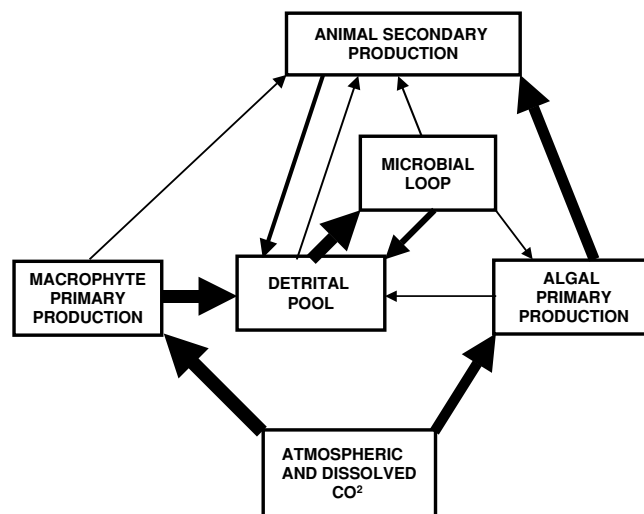 ANIMAL SECONDARY
PRODUCTION
MICROBIAL
LOOP
MACROPHYTE
PRIMARY
PRODUCTION
DETRITAL
POOL
ALGAL
PRIMARY
PRODUCTION
ATMOSPHERIC
AND DISSOLVED
CO²